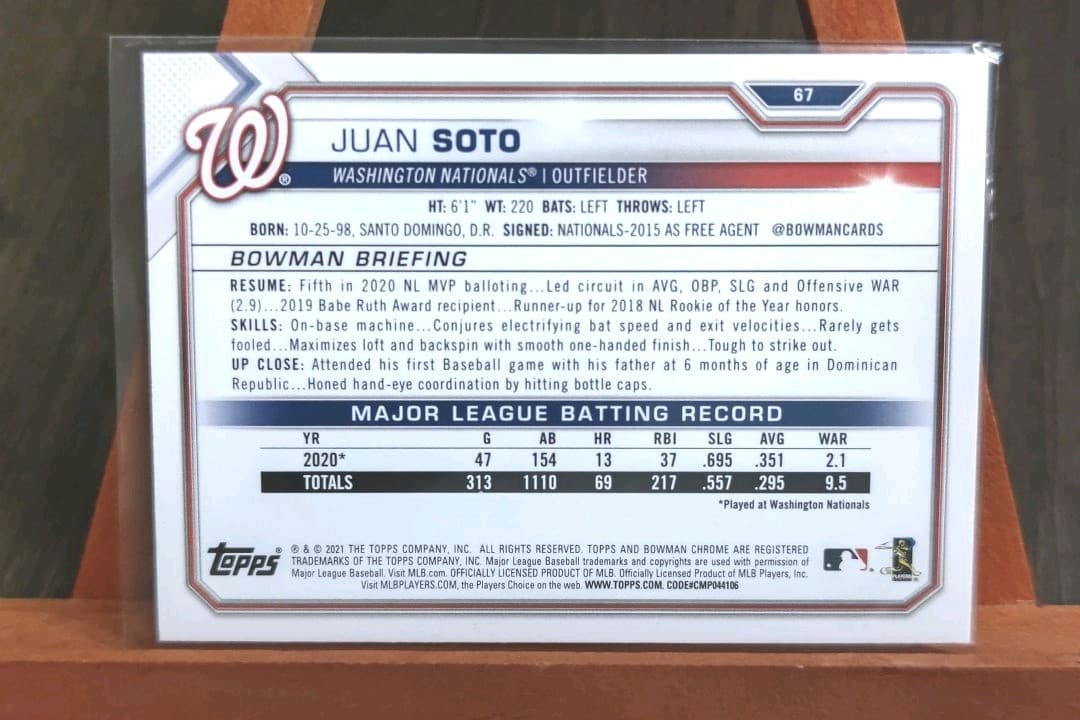 67
W®
JUAN SOTO
WASHINGTON NATIONALS® | OUTFIELDER
HT: 6'1" WT: 220 BATS: LEFT THROWS: LEFT
BORN: 10-25-98, SANTO DOMINGO, D.R. SIGNED: NATIONALS-2015 AS FREE AGENT @BOWMANCARDS
BOWMAN BRIEFING
RESUME: Fifth in 2020 NL MVP balloting...Led circuit in AVG, OBP, SLG and Offensive WAR
(2.9)...2019 Babe Ruth Award recipient...Runner-up for 2018 NL Rookie of the Year honors.
SKILLS: On-base machine...Conjures electrifying bat speed and exit velocities...Rarely gets
fooled...Maximizes loft and backspin with smooth one-handed finish...Tough to strike out.
UP CLOSE: Attended his first Baseball game with his father at 6 months of age in Dominican
Republic...Honed hand-eye coordination by hitting bottle caps.
MAJOR LEAGUE BATTING RECORD
YR G AB HR RBI SLG AVG WAR
2020* 47 154 13 37 .695 .351 2.1
TOTALS 313 1110 69 217 .557 .295 9.5
*Played at Washington Nationals
topps®
® & © 2021 THE TOPPS COMPANY, INC. ALL RIGHTS RESERVED. TOPPS AND BOWMAN CHROME ARE REGISTERED
TRADEMARKS OF THE TOPPS COMPANY, INC. Major League Baseball trademarks and copyrights are used with permission of
Major League Baseball. Visit MLB.com. OFFICIALLY LICENSED PRODUCT OF MLB. Officially Licensed Product of MLB Players, Inc.
Visit MLBPLAYERS.COM, the Players Choice on the web. WWW.TOPPS.COM. CODE#CMP044106